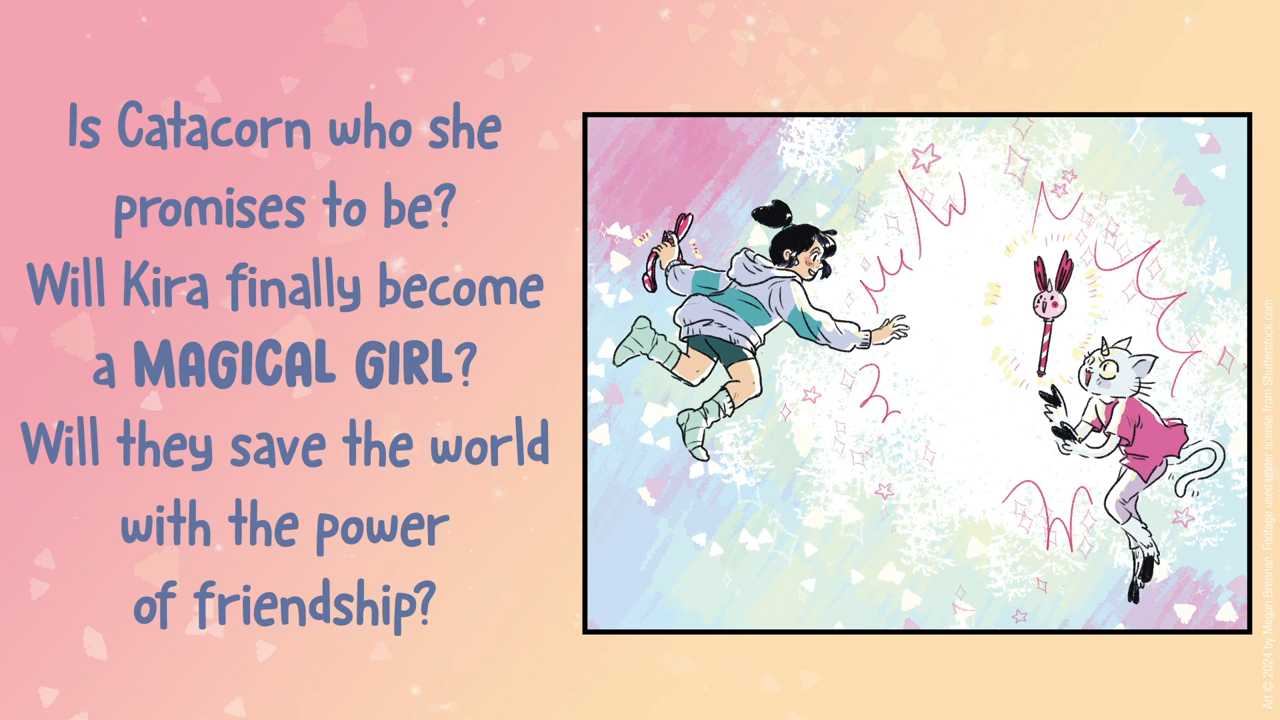 Is Catacorn who she
promises to be?
Will Kira finally become
a MAGICAL GIRL?
Will they save the world
with the power
of friendship?
Art © 2024 by Megan Brennan. Footage used under license from Shutterstock.com